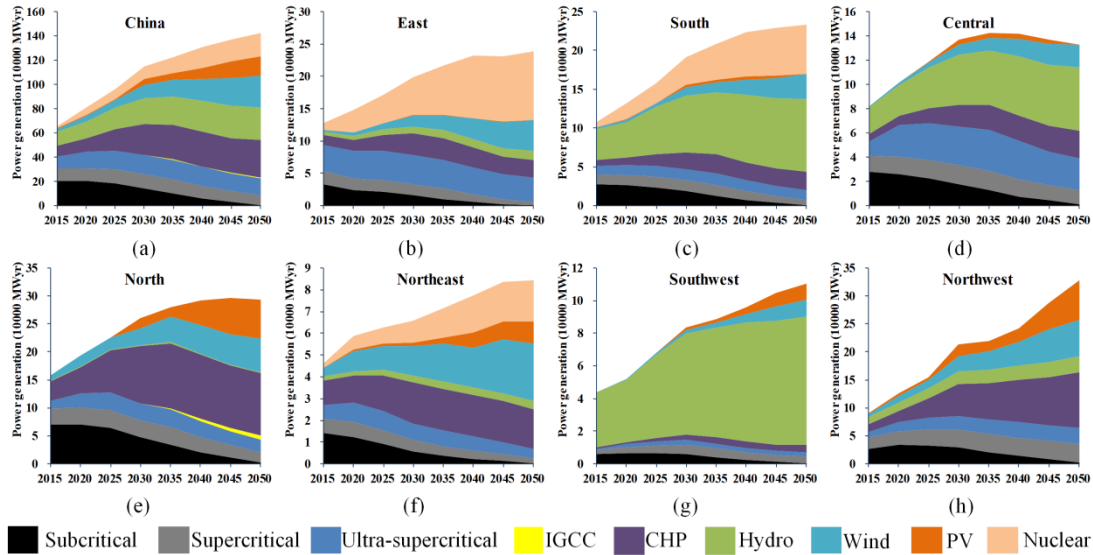 China East South Central
Power generation (10000 MWyr) Power generation (10000 MWyr) Power generation (10000 MWyr) Power generation (10000 MWyr)
160 30 25 16
140 25 20 14
120 20 15 12
100 15 10 10
80 10 5 8
60 5 0 6
40 0 4
20 2
0 0
2015 2020 2025 2030 2035 2040 2045 2050 2015 2020 2025 2030 2035 2040 2045 2050 2015 2020 2025 2030 2035 2040 2045 2050 2015 2020 2025 2030 2035 2040 2045 2050
(a) (b) (c) (d)
North Northeast Southwest Northwest
Power generation (10000 MWyr) Power generation (10000 MWyr) Power generation (10000 MWyr) Power generation (10000 MWyr)
35 9 12 35
30 8 10 30
25 7 8 25
20 6 6 20
15 5 4 15
10 4 2 10
5 3 0 5
0 2 0
1
0
2015 2020 2025 2030 2035 2040 2045 2050 2015 2020 2025 2030 2035 2040 2045 2050 2015 2020 2025 2030 2035 2040 2045 2050 2015 2020 2025 2030 2035 2040 2045 2050
(e) (f) (g) (h)
Subcritical Supercritical Ultra-supercritical IGCC CHP Hydro Wind PV Nuclear